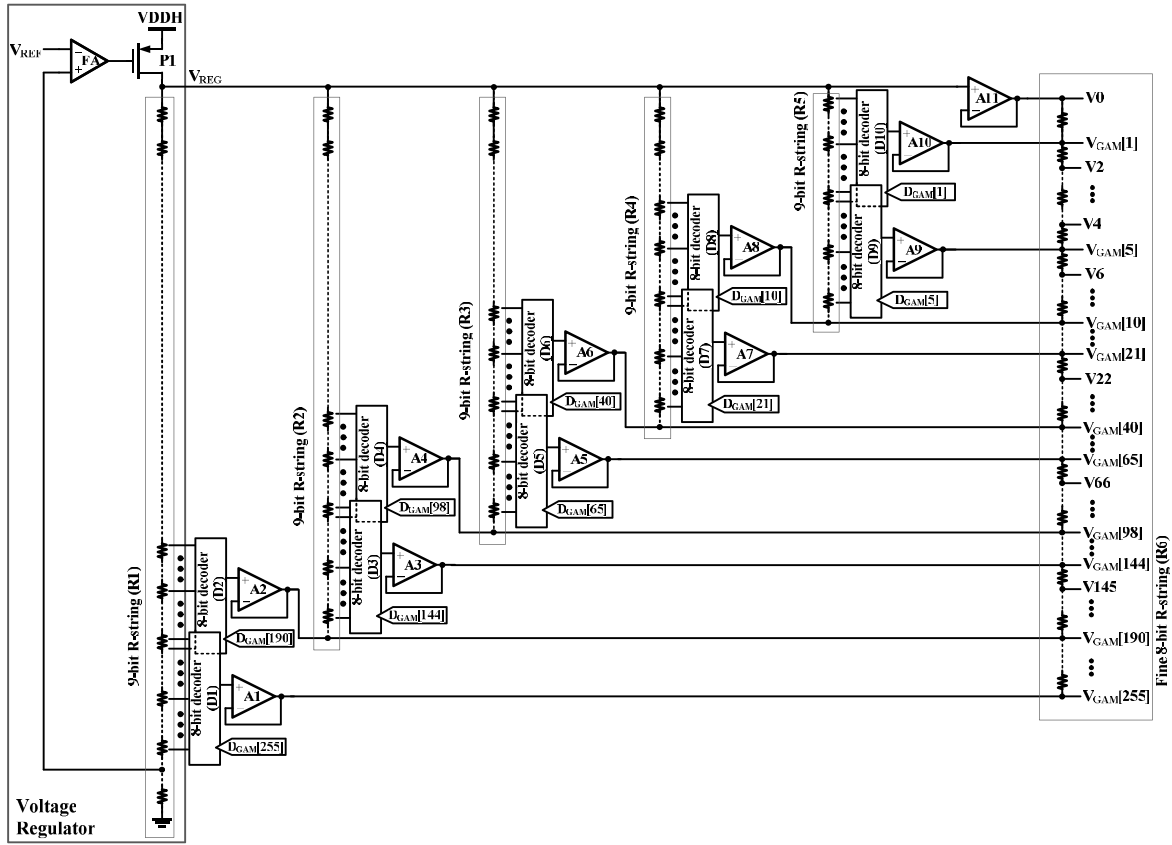 VDDH
VREF
EA
P1
VREG
−
+
9-bit R-string (R1)
8-bit decoder (D2)
A2
DGAM[190]
8-bit decoder (D1)
A1
DGAM[255]
Voltage
Regulator
9-bit R-string (R2)
8-bit decoder (D4)
A4
DGAM[98]
8-bit decoder (D3)
A3
DGAM[144]
9-bit R-string (R3)
8-bit decoder (D6)
A6
DGAM[40]
8-bit decoder (D5)
A5
DGAM[65]
9-bit R-string (R4)
8-bit decoder (D8)
A8
DGAM[10]
8-bit decoder (D7)
A7
DGAM[21]
9-bit R-string (R5)
8-bit decoder (D10)
A10
DGAM[1]
8-bit decoder (D9)
A9
DGAM[5]
A11
V0
VGAM[1]
V2
V4
VGAM[5]
V6
VGAM[10]
VGAM[21]
V22
VGAM[40]
VGAM[65]
V66
VGAM[98]
VGAM[144]
V145
VGAM[190]
VGAM[255]
Fine 8-bit R-string (R6)